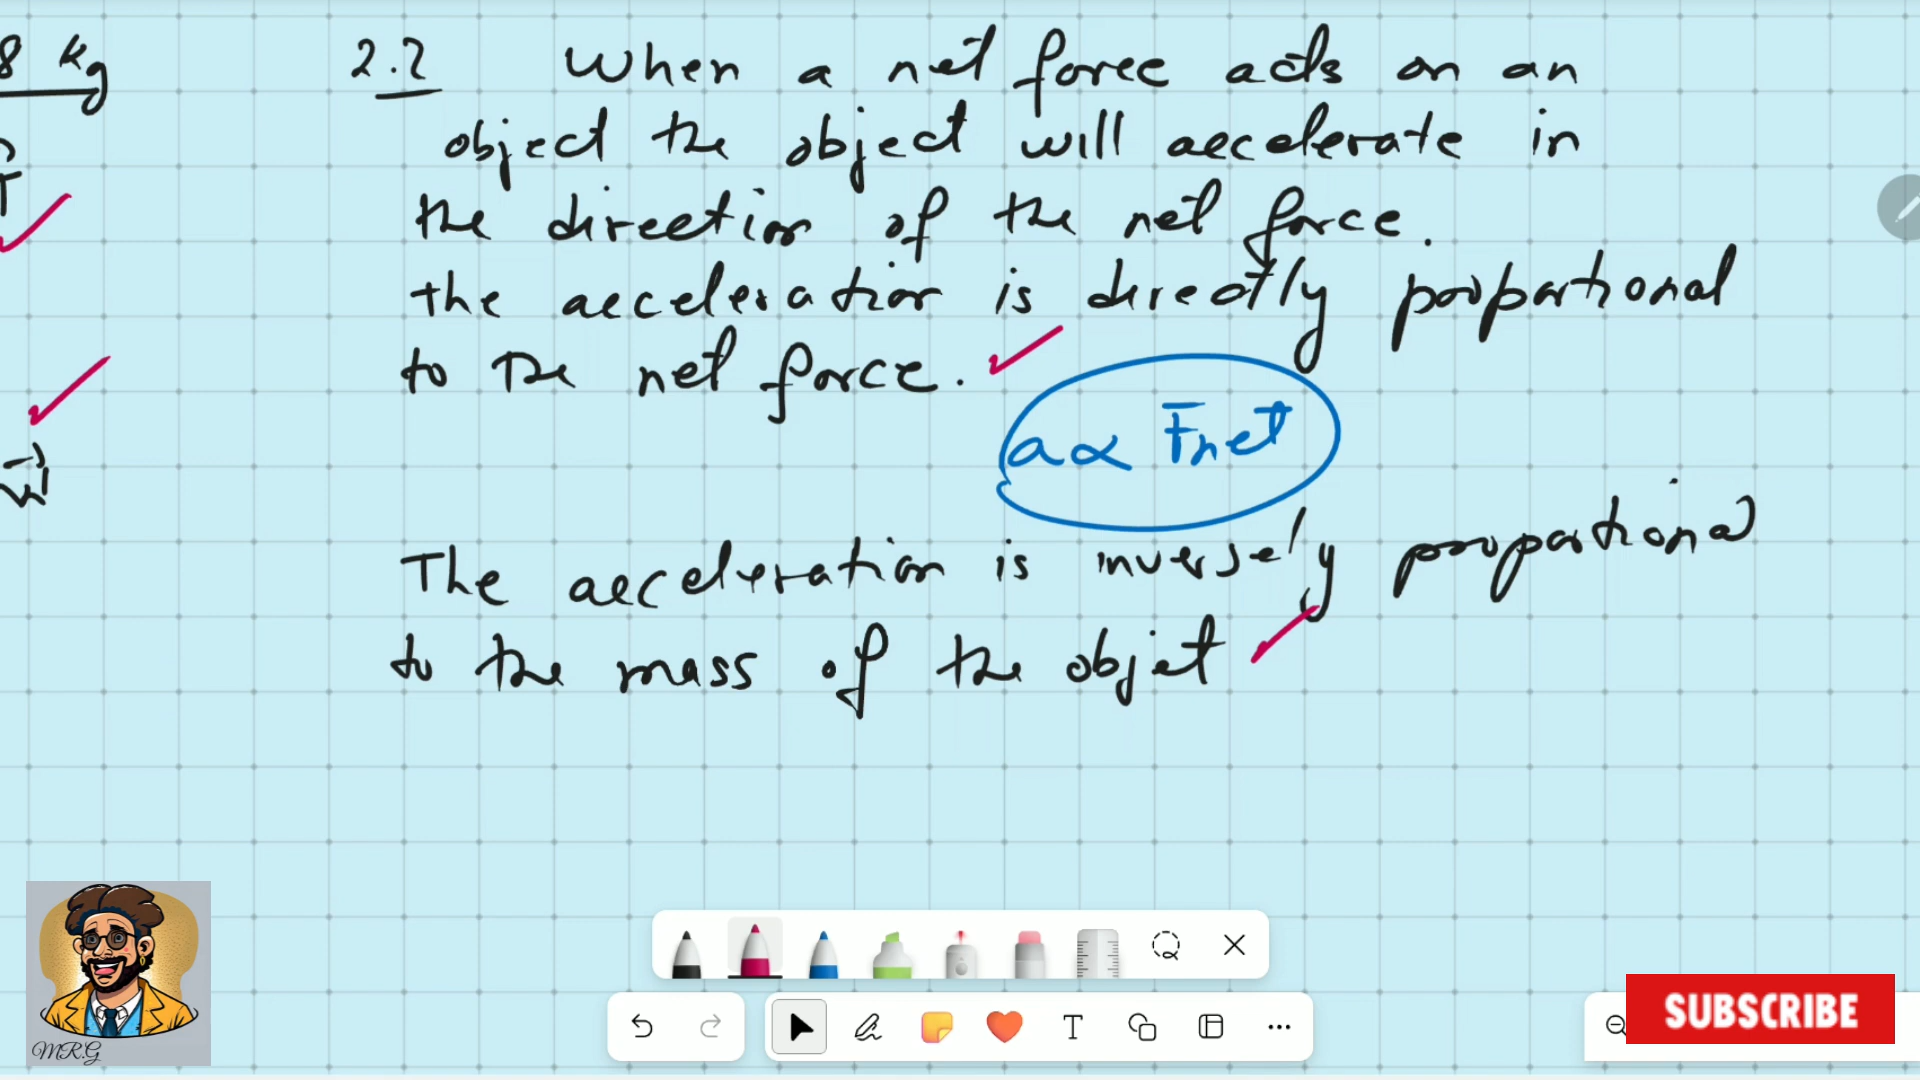 8 kg
2.2 When a net force acts on an
object the object will accelerate in
the direction of the net force.
the acceleration is directly proportional
to the net force.
a α Fnet
The acceleration is inversely proportional
to the mass of the objet
MR.G
SUBSCRIBE